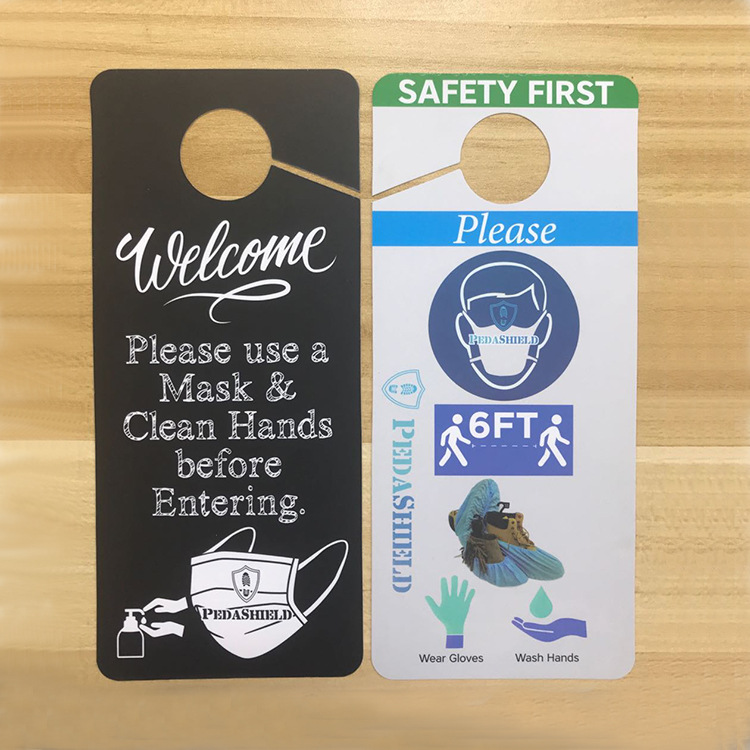 Welcome
Please use a
Mask &
Clean Hands
before
Entering.
PEDASHIELD
SAFETY FIRST
Please
PEDASHIELD
6FT
PEDASHIELD
Wear Gloves
Wash Hands